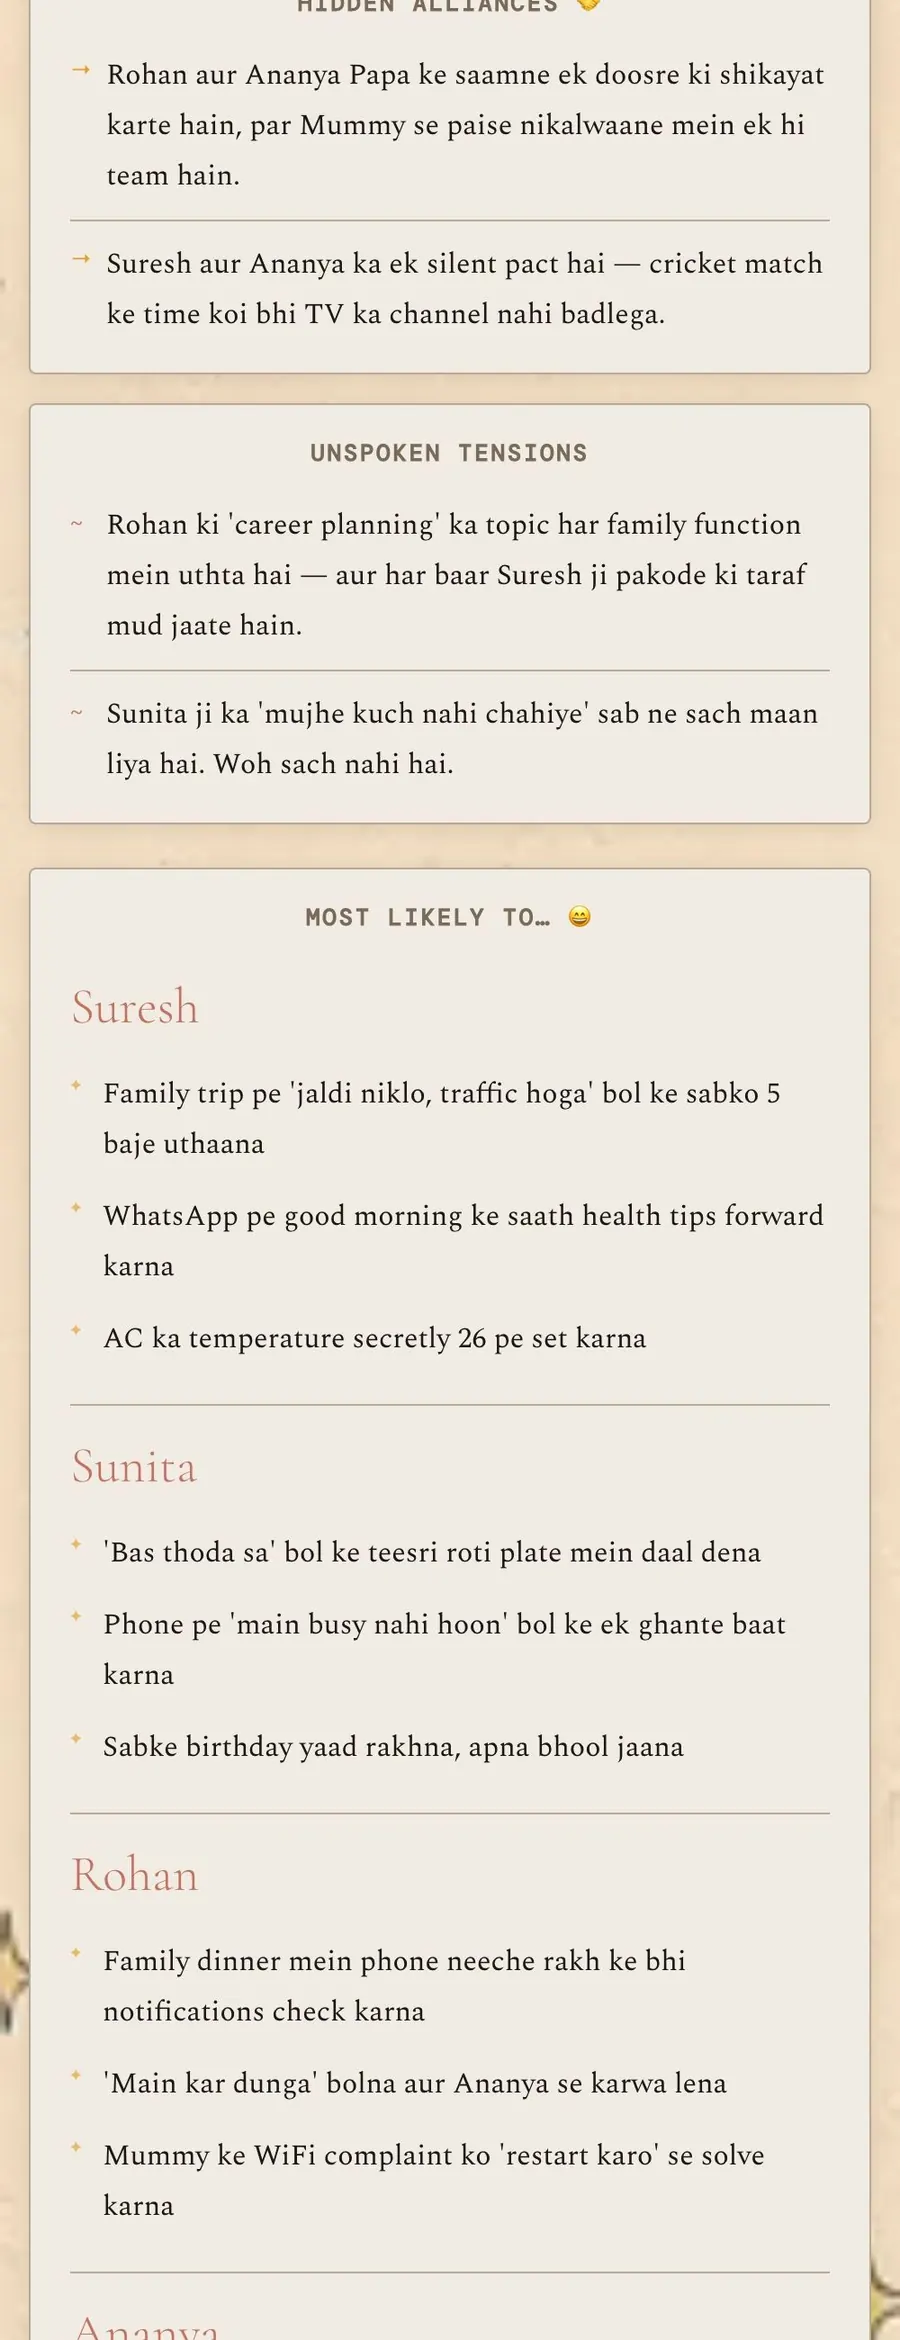 HIDDEN ALLIANCES 🤝
→ Rohan aur Ananya Papa ke saamne ek doosre ki shikayat
karte hain, par Mummy se paise nikalwaane mein ek hi
team hain.
→ Suresh aur Ananya ka ek silent pact hai — cricket match
ke time koi bhi TV ka channel nahi badlega.
UNSPOKEN TENSIONS
~ Rohan ki 'career planning' ka topic har family function
mein uthta hai — aur har baar Suresh ji pakode ki taraf
mud jaate hain.
~ Sunita ji ka 'mujhe kuch nahi chahiye' sab ne sach maan
liya hai. Woh sach nahi hai.
MOST LIKELY TO… 😄
Suresh
✦ Family trip pe 'jaldi niklo, traffic hoga' bol ke sabko 5
baje uthaana
✦ WhatsApp pe good morning ke saath health tips forward
karna
✦ AC ka temperature secretly 26 pe set karna
Sunita
✦ 'Bas thoda sa' bol ke teesri roti plate mein daal dena
✦ Phone pe 'main busy nahi hoon' bol ke ek ghante baat
karna
✦ Sabke birthday yaad rakhna, apna bhool jaana
Rohan
✦ Family dinner mein phone neeche rakh ke bhi
notifications check karna
✦ 'Main kar dunga' bolna aur Ananya se karwa lena
✦ Mummy ke WiFi complaint ko 'restart karo' se solve
karna
Ananya